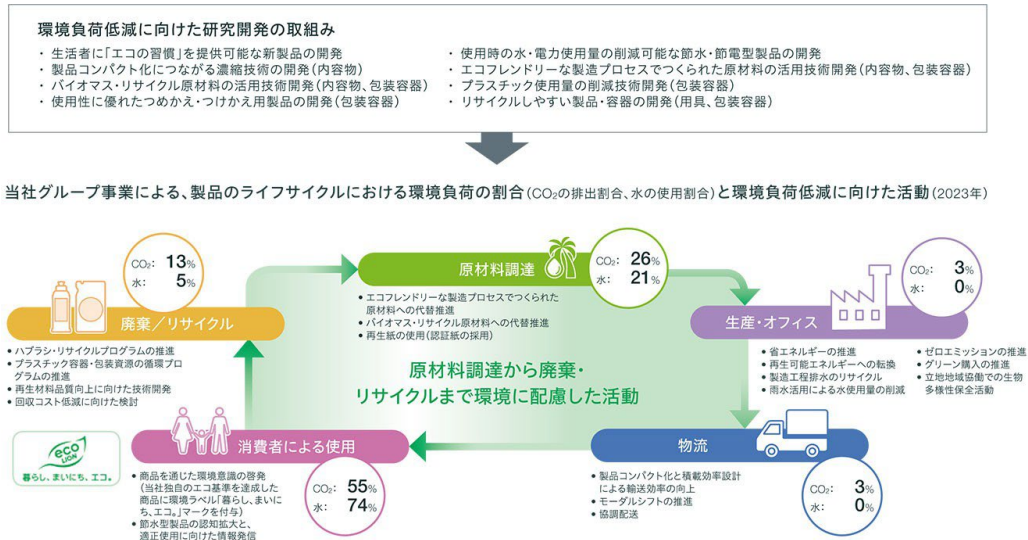 環境負荷低減に向けた研究開発の取組み
・生活者に「エコの習慣」を提供可能な新製品の開発
・製品コンパクト化につながる濃縮技術の開発(内容物)
・バイオマス・リサイクル原材料の活用技術開発(内容物、包装容器)
・使用性に優れたつめかえ・つけかえ用製品の開発(包装容器)
・使用時の水・電力使用量の削減可能な節水・節電型製品の開発
・エコフレンドリーな製造プロセスでつくられた原材料の活用技術開発(内容物、包装容器)
・プラスチック使用量の削減技術開発(包装容器)
・リサイクルしやすい製品・容器の開発(用具、包装容器)
当社グループ事業による、製品のライフサイクルにおける環境負荷の割合(CO₂の排出割合、水の使用割合)と環境負荷低減に向けた活動(2023年)
原材料調達
CO₂: 26%
水: 21%
• エコフレンドリーな製造プロセスでつくられた
原材料への代替推進
• バイオマス・リサイクル原材料への代替推進
• 再生紙の使用(認証紙の採用)
生産・オフィス
CO₂: 3%
水: 0%
• 省エネルギーの推進
• 再生可能エネルギーへの転換
• 製造工程排水のリサイクル
• 雨水活用による水使用量の削減
• ゼロエミッションの推進
• グリーン購入の推進
• 立地地域協働での生物
多様性保全活動
物流
CO₂: 3%
水: 0%
• 製品コンパクト化と積載効率設計
による輸送効率の向上
• モーダルシフトの推進
• 協調配送
消費者による使用
CO₂: 55%
水: 74%
• 商品を通じた環境意識の啓発
(当社独自のエコ基準を達成した
商品に環境ラベル「暮らし、まいに
ち、エコ。」マークを付与)
• 節水型製品の認知拡大と、
適正使用に向けた情報発信
廃棄/リサイクル
CO₂: 13%
水: 5%
• ハブラシ・リサイクルプログラムの推進
• プラスチック容器・包装資源の循環プロ
グラムの推進
• 再生材料品質向上に向けた技術開発
• 回収コスト低減に向けた検討
eco
LION
暮らし、まいにち、エコ。
原材料調達から廃棄・
リサイクルまで環境に配慮した活動